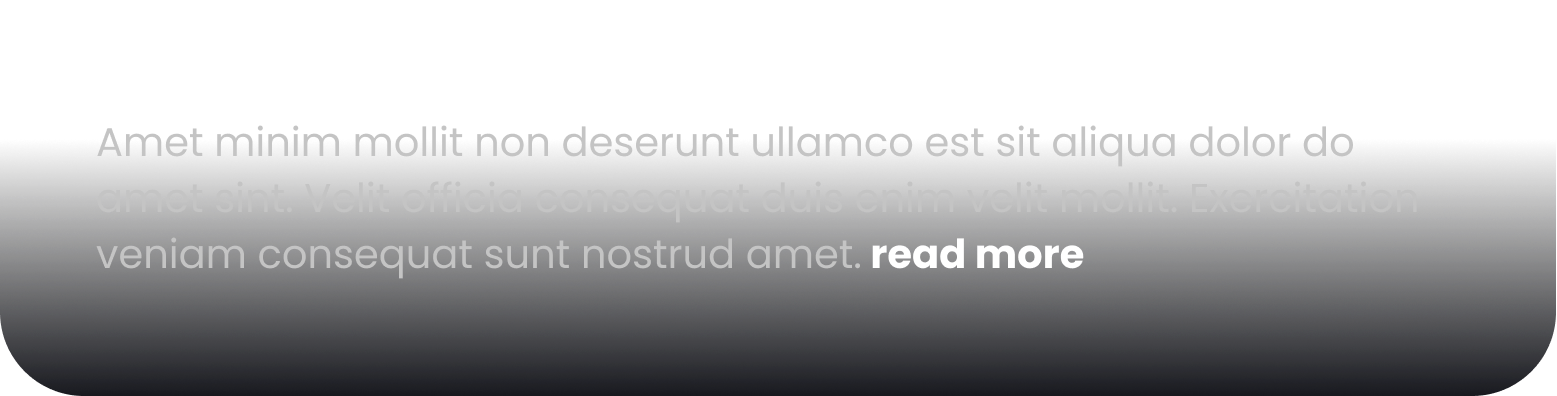 Amet minim mollit non deserunt ullamco est sit aliqua dolor do
amet sint. Velit officia consequat duis enim velit mollit. Exercitation
veniam consequat sunt nostrud amet. read more